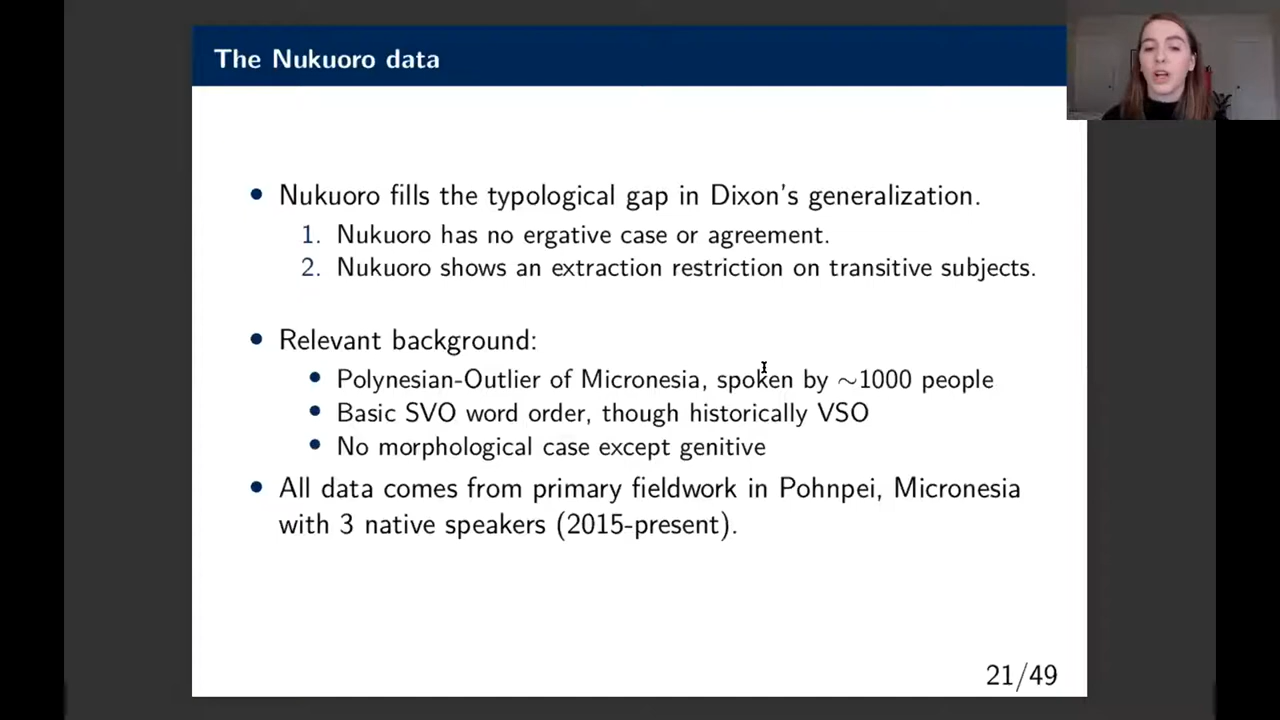 The Nukuoro data
• Nukuoro fills the typological gap in Dixon's generalization.
1. Nukuoro has no ergative case or agreement.
2. Nukuoro shows an extraction restriction on transitive subjects.
• Relevant background:
• Polynesian-Outlier of Micronesia, spoken by ~1000 people
• Basic SVO word order, though historically VSO
• No morphological case except genitive
• All data comes from primary fieldwork in Pohnpei, Micronesia
with 3 native speakers (2015-present).
21/49